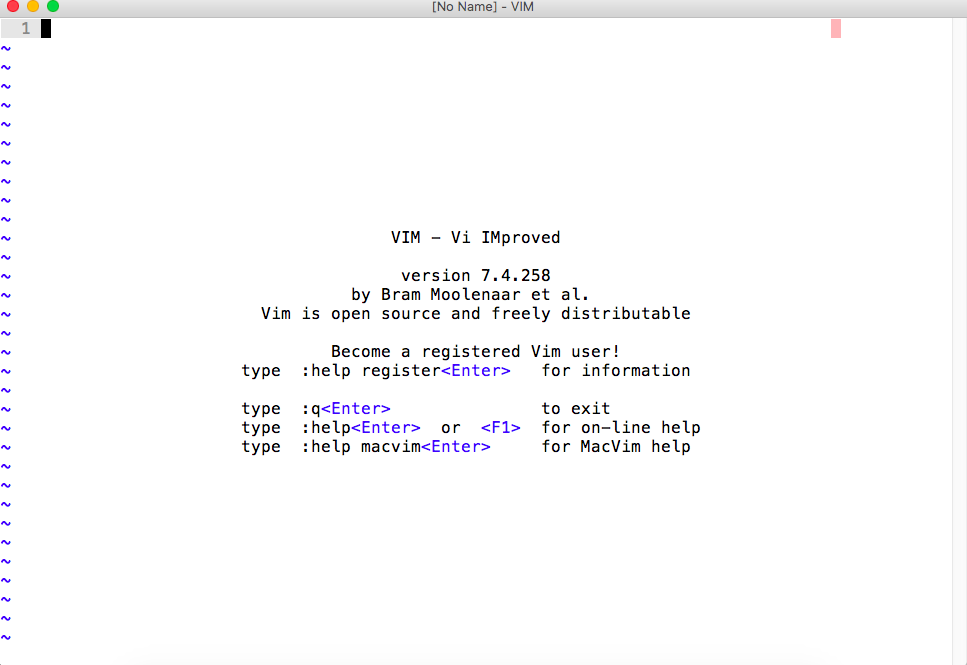 [No Name] - VIM
1
~
~
~
~
~
~
~
~
~
~
~ VIM - Vi IMproved
~
~ version 7.4.258
~ by Bram Moolenaar et al.
~ Vim is open source and freely distributable
~
~ Become a registered Vim user!
~ type :help register<Enter> for information
~
~ type :q<Enter> to exit
~ type :help<Enter> or <F1> for on-line help
~ type :help macvim<Enter> for MacVim help
~
~
~
~
~
~
~
~
~
~